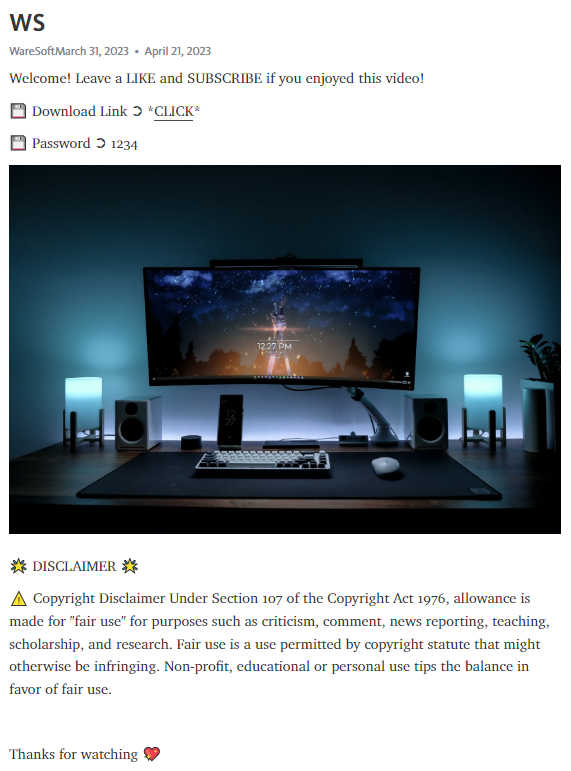 WS
WareSoftMarch 31, 2023 • April 21, 2023
Welcome! Leave a LIKE and SUBSCRIBE if you enjoyed this video!
💾 Download Link ➲ *CLICK*
💾 Password ➲ 1234
12:27 PM
12
27
🌟 DISCLAIMER 🌟
⚠️ Copyright Disclaimer Under Section 107 of the Copyright Act 1976, allowance is
made for "fair use" for purposes such as criticism, comment, news reporting, teaching,
scholarship, and research. Fair use is a use permitted by copyright statute that might
otherwise be infringing. Non-profit, educational or personal use tips the balance in
favor of fair use.
Thanks for watching 💖